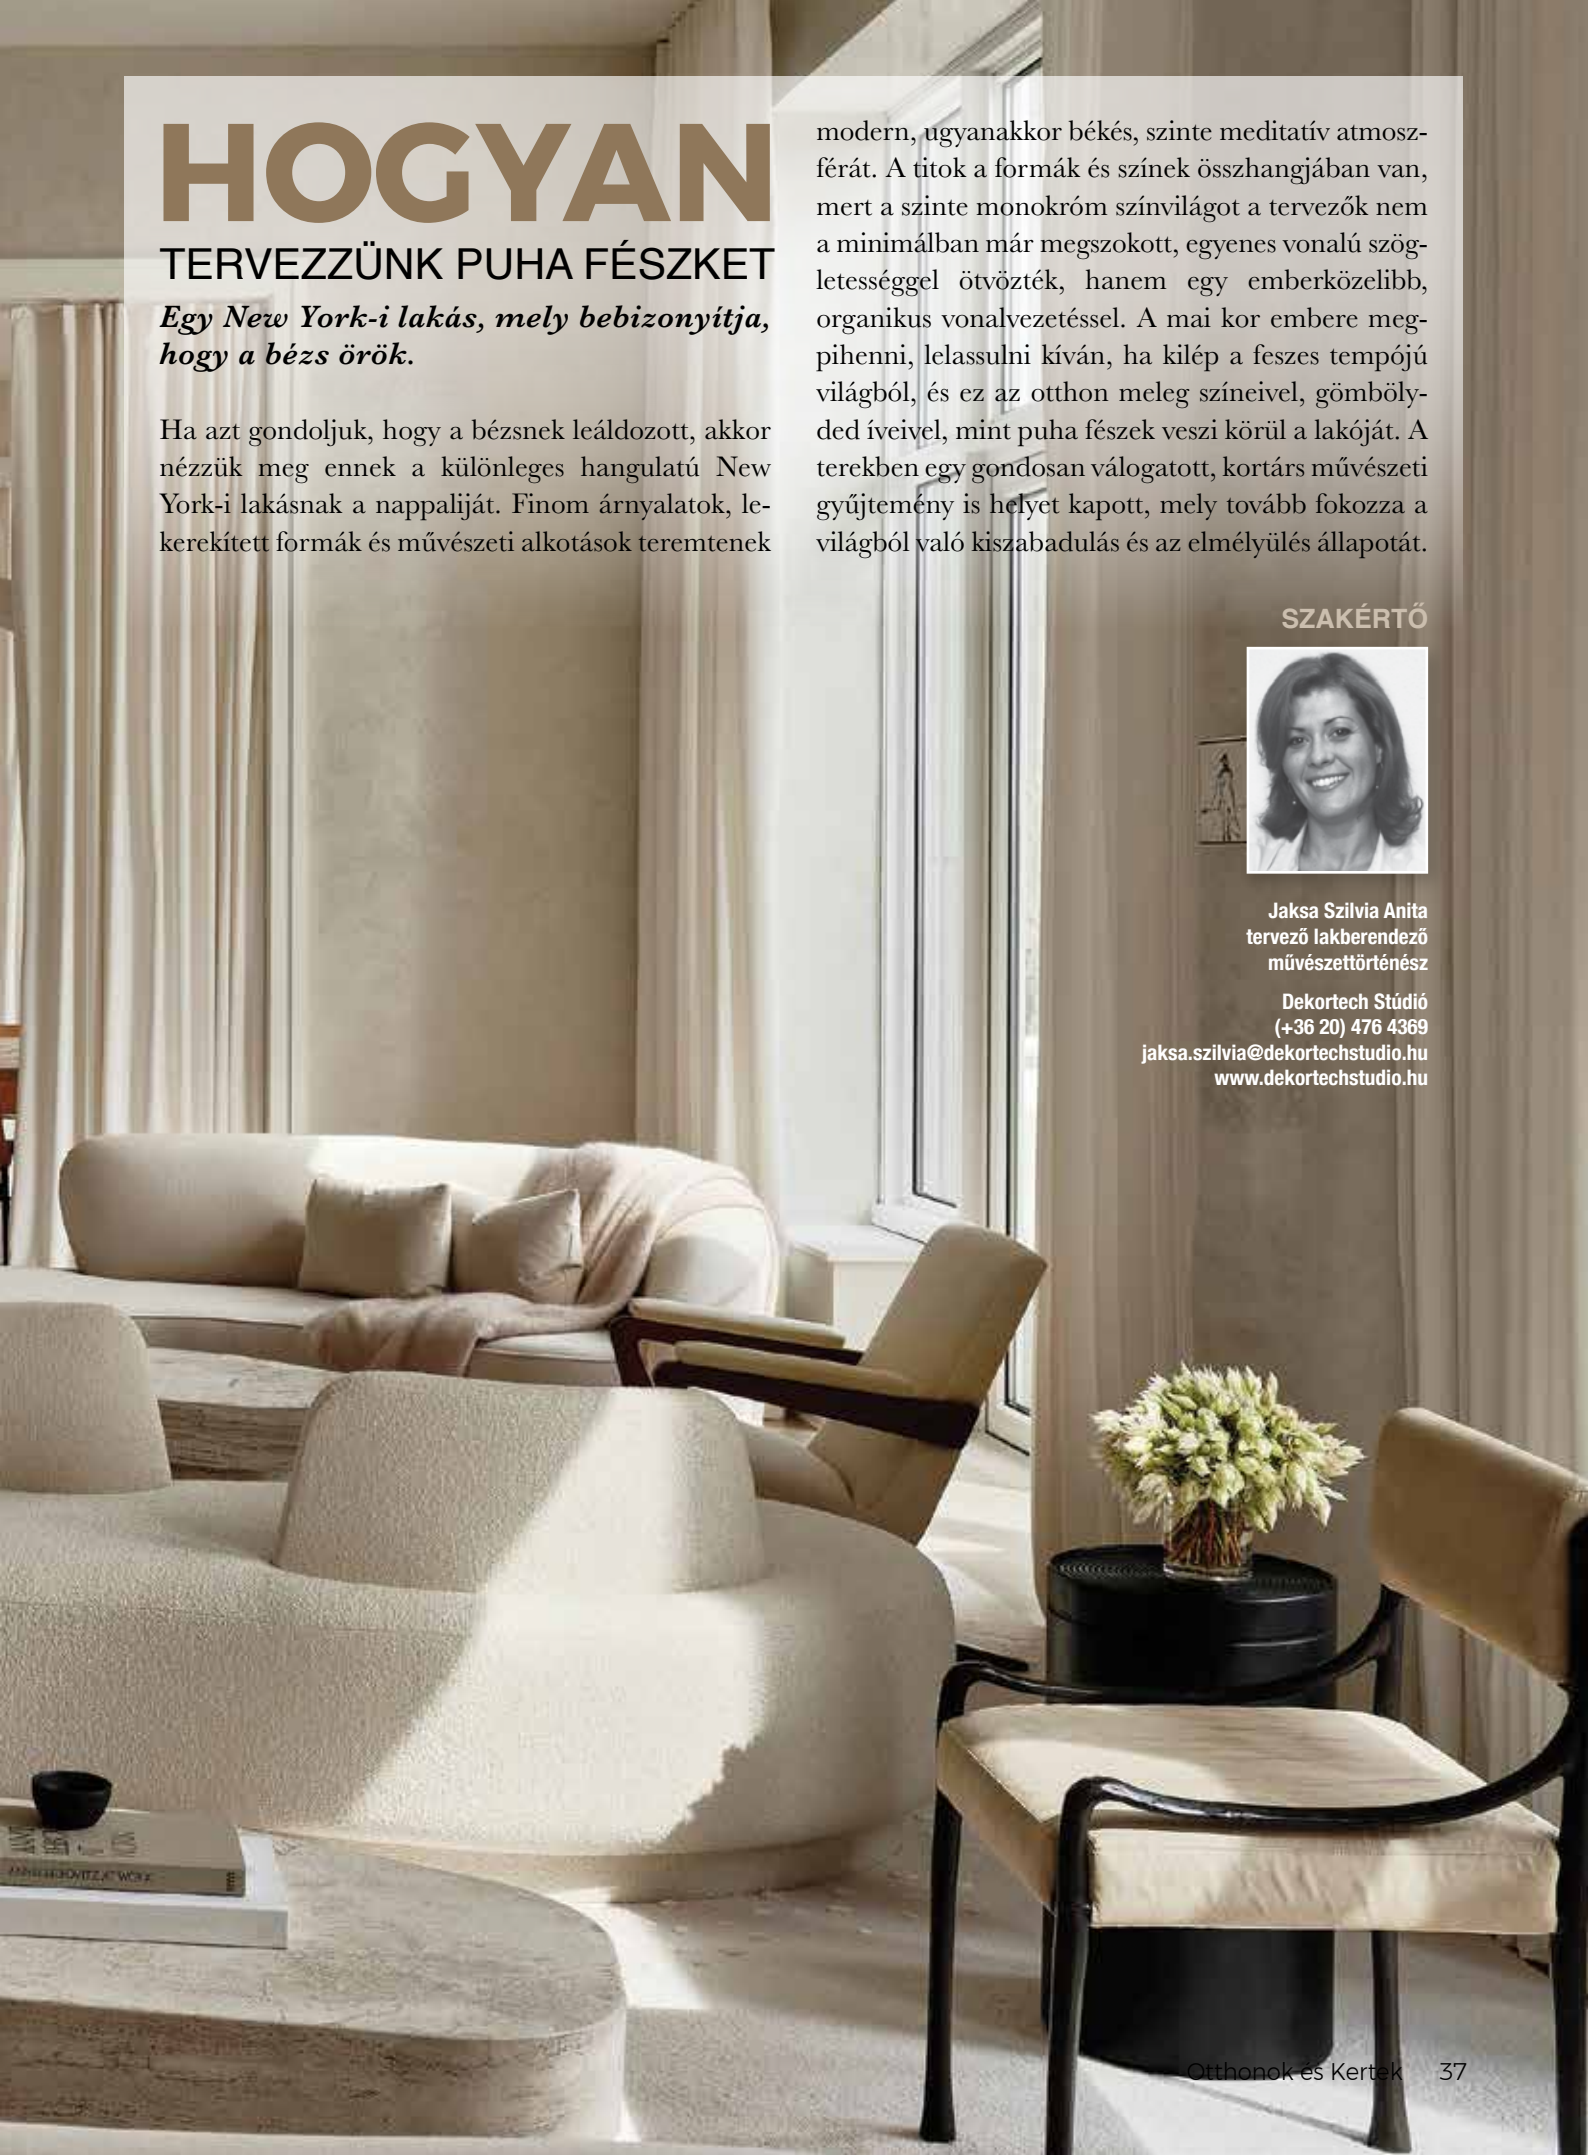 HOGYAN
TERVEZZÜNK PUHA FÉSZKET
Egy New York-i lakás, mely bebizonyítja,
hogy a bézs örök.
Ha azt gondoljuk, hogy a bézsnek leáldozott, akkor
nézzük meg ennek a különleges hangulatú New
York-i lakásnak a nappaliját. Finom árnyalatok, le-
kerekített formák és művészeti alkotások teremtenek
modern, ugyanakkor békés, szinte meditatív atmosz-
férát. A titok a formák és színek összhangjában van,
mert a szinte monokróm színvilágot a tervezők nem
a minimálban már megszokott, egyenes vonalú szög-
letességgel ötvözték, hanem egy emberközelibb,
organikus vonalvezetéssel. A mai kor embere meg-
pihenni, lelassulni kíván, ha kilép a feszes tempójú
világból, és ez az otthon meleg színeivel, gömböly-
ded íveivel, mint puha fészek veszi körül a lakóját. A
terekben egy gondosan válogatott, kortárs művészeti
gyűjtemény is helyet kapott, mely tovább fokozza a
világból való kiszabadulás és az elmélyülés állapotát.
SZAKÉRTŐ
Jaksa Szilvia Anita
tervező lakberendező
művészettörténész
Dekortech Stúdió
(+36 20) 476 4369
jaksa.szilvia@dekortechstudio.hu
www.dekortechstudio.hu
AT WORK
Otthonok és Kertek 37